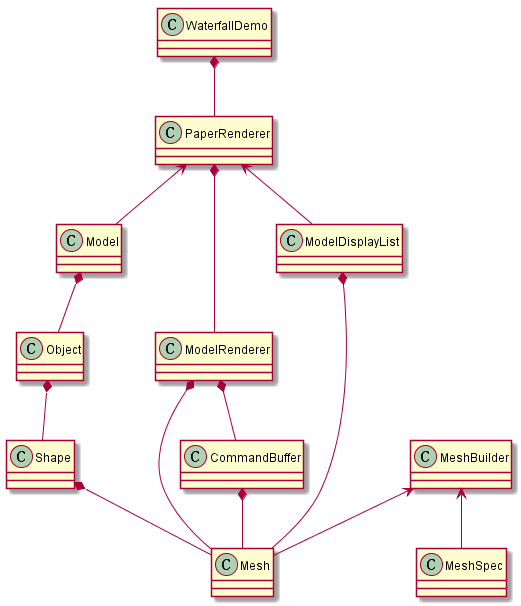 C WaterfallDemo
C PaperRenderer
C Model
C ModelDisplayList
C Object
C ModelRenderer
C Shape
C CommandBuffer
C MeshBuilder
C Mesh
C MeshSpec